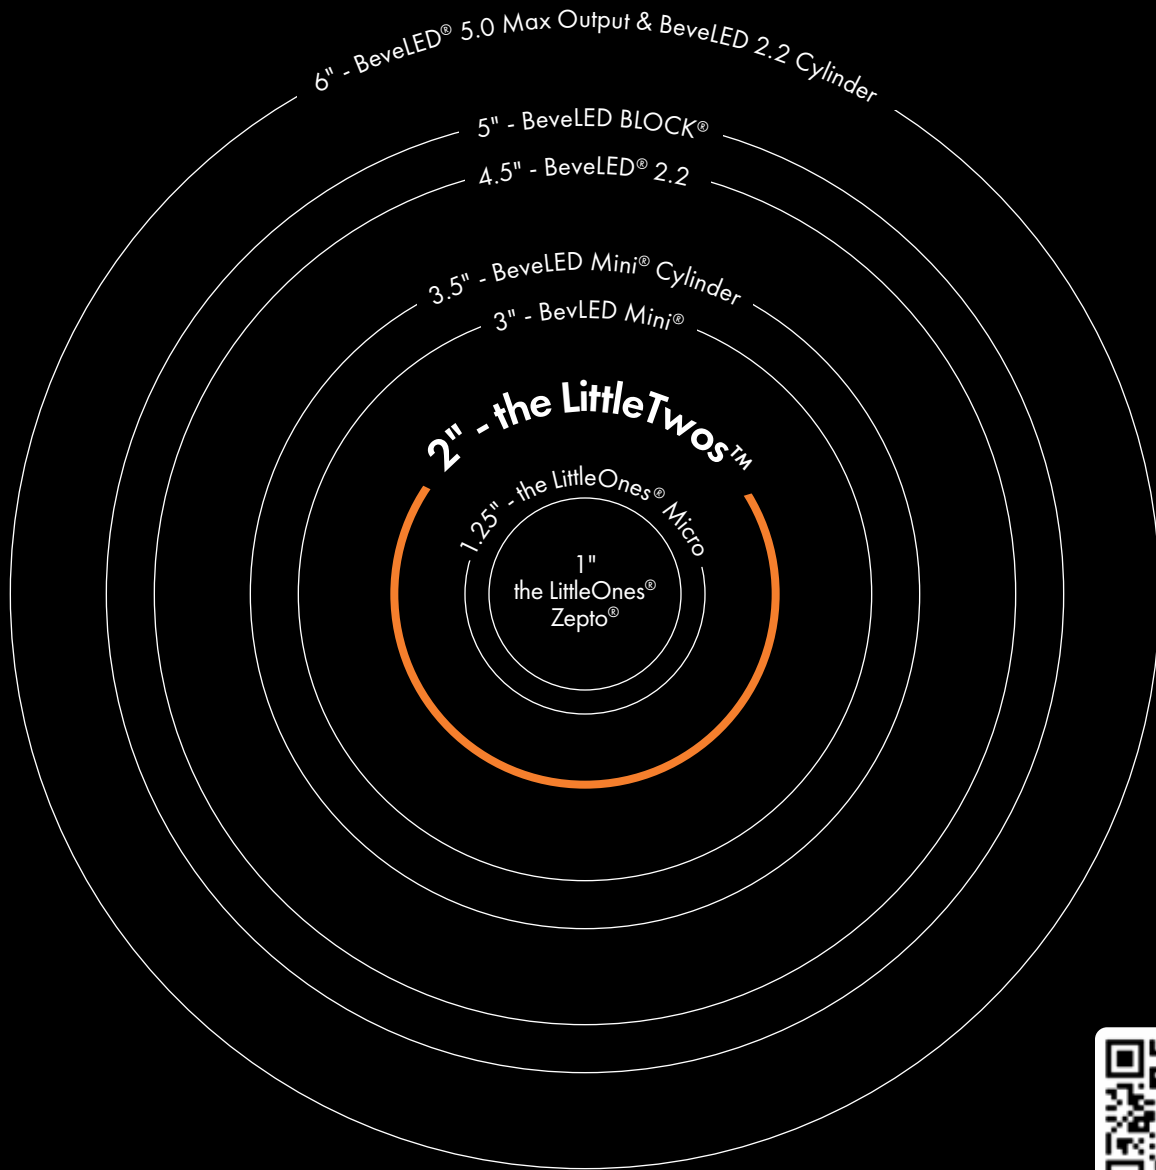 6" - BeveLED® 5.0 Max Output & BeveLED 2.2 Cylinder
5" - BeveLED BLOCK®
4.5" - BeveLED® 2.2
3.5" - BeveLED Mini® Cylinder
3" - BevLED Mini®
2" - the LittleTwos™
1.25" - the LittleOnes® Micro
1"
the LittleOnes®
Zepto®